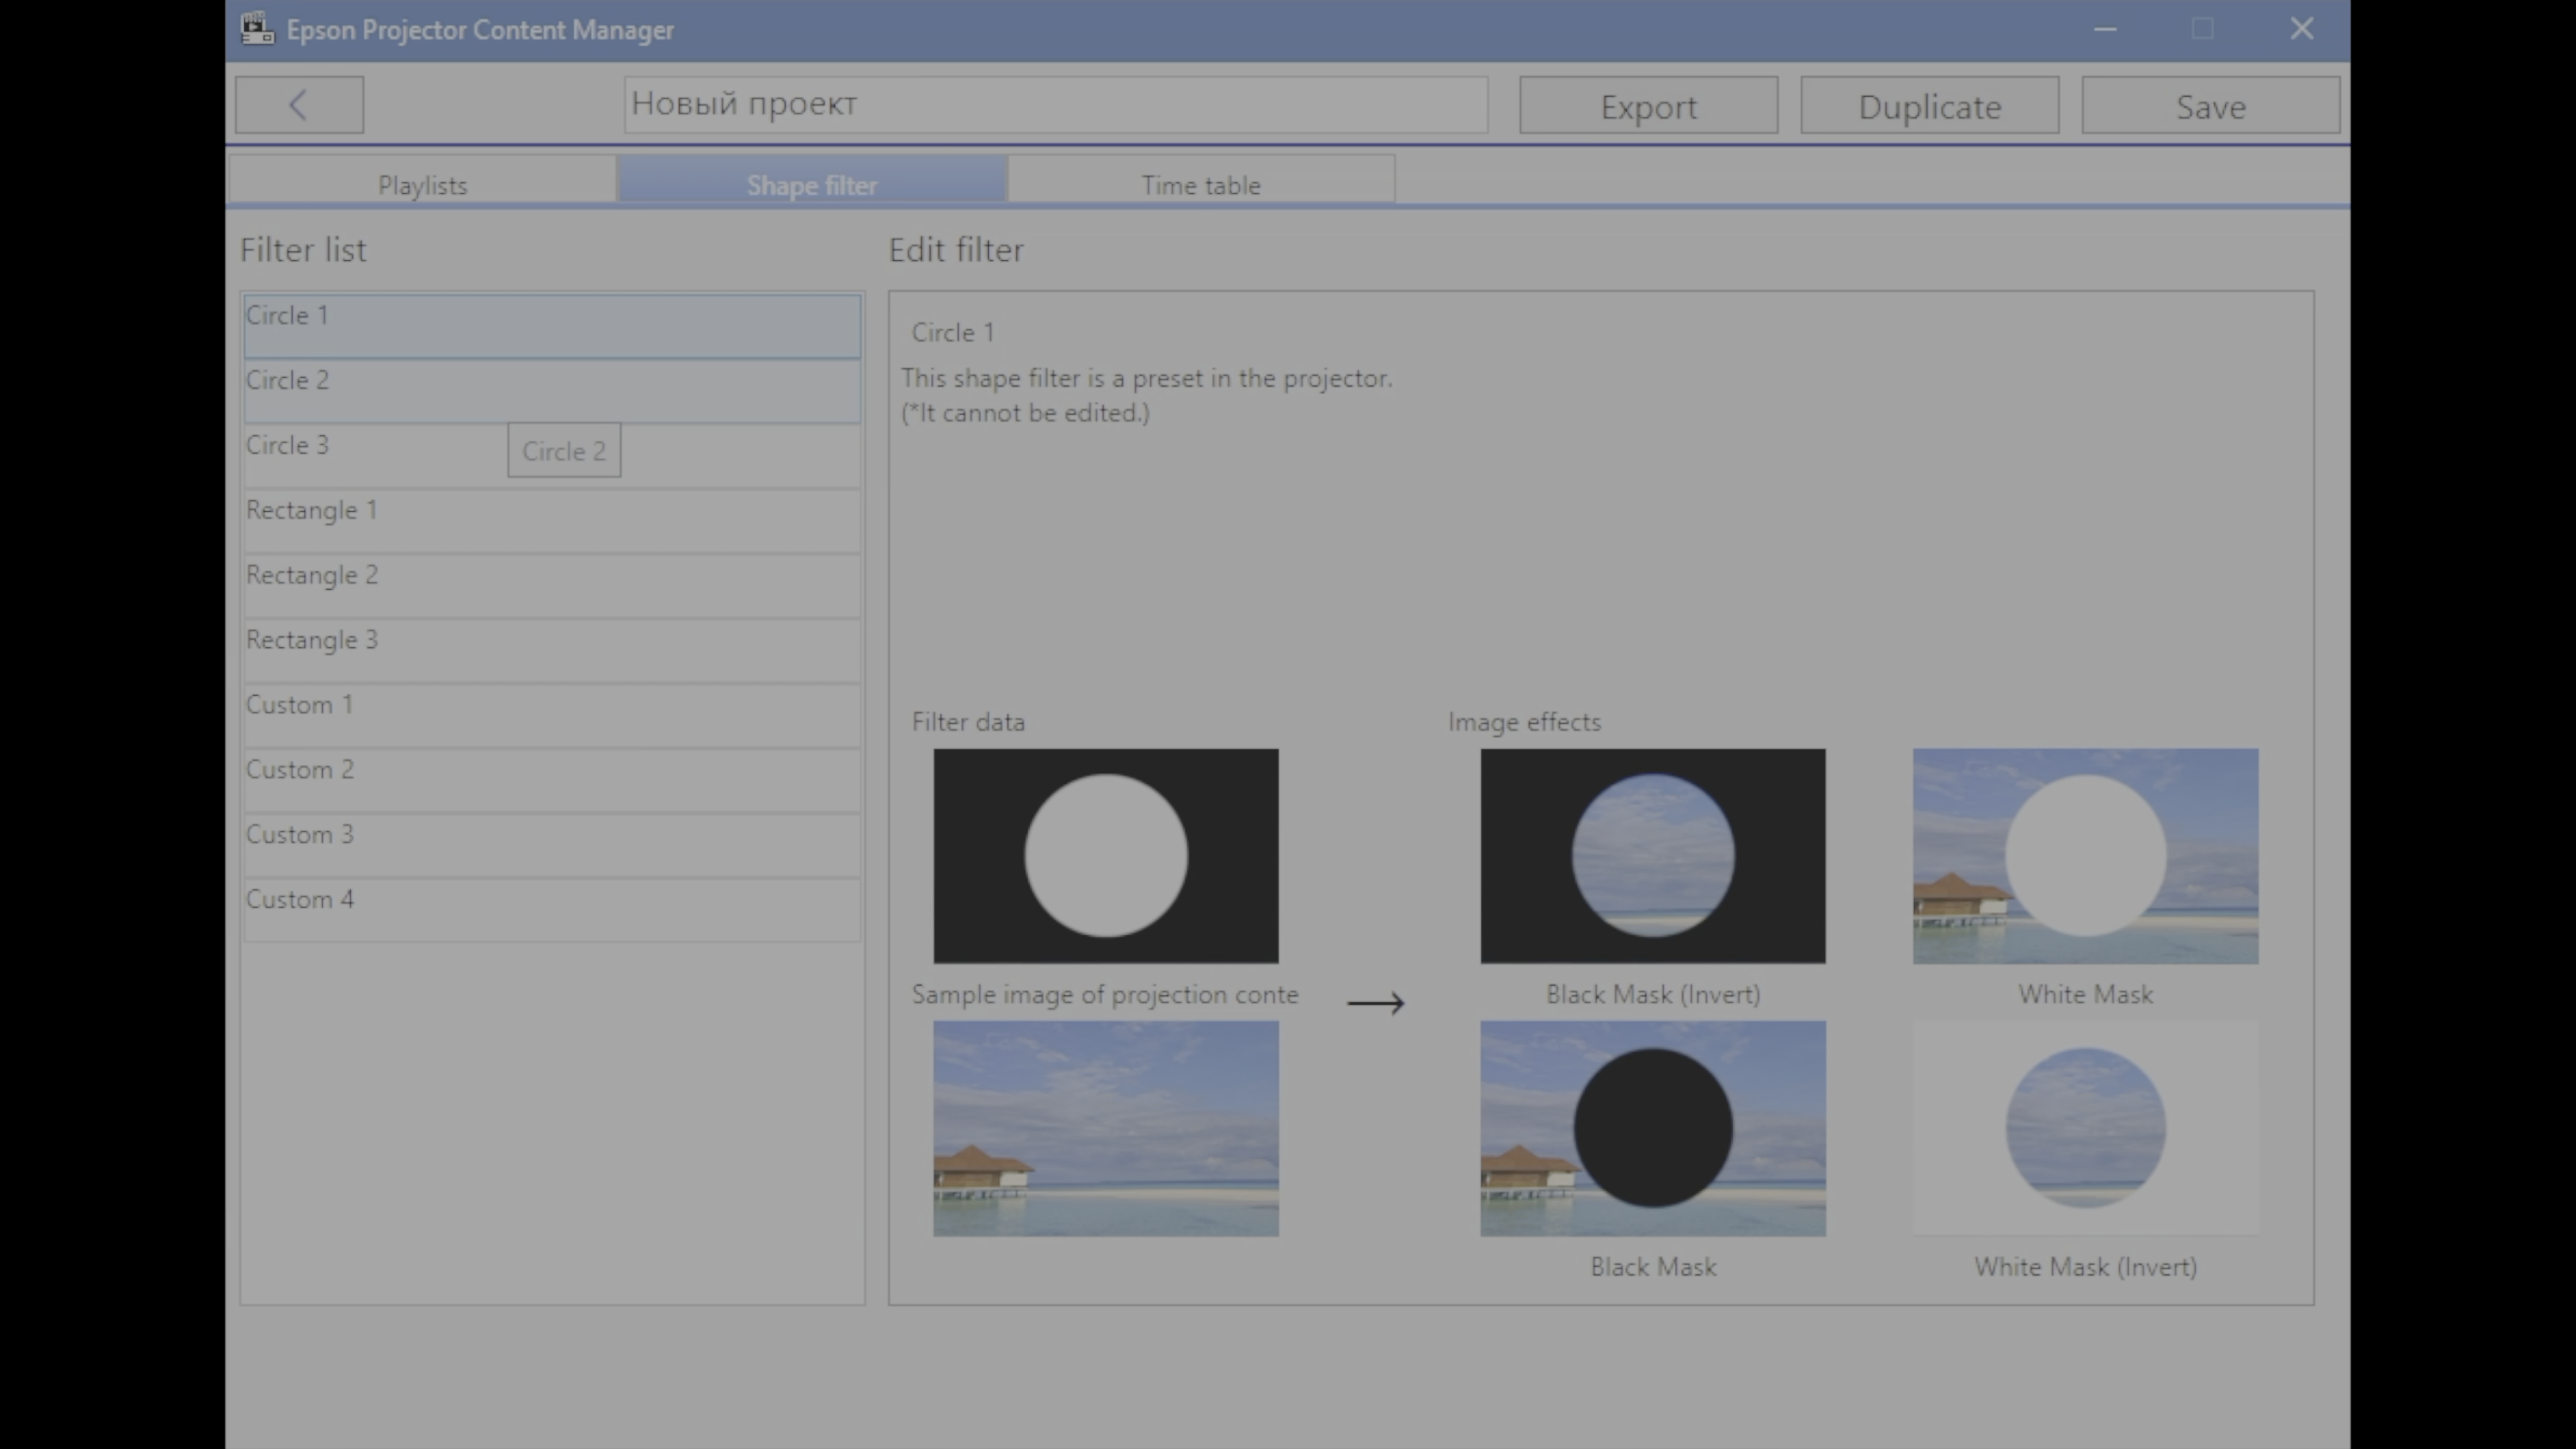 Epson Projector Content Manager
Новый проект
Export
Duplicate
Save
Playlists
Shape filter
Time table
Filter list
Edit filter
Circle 1
Circle 2
Circle 3
Circle 2
Rectangle 1
Rectangle 2
Rectangle 3
Custom 1
Custom 2
Custom 3
Custom 4
Circle 1
This shape filter is a preset in the projector.
(*It cannot be edited.)
Filter data
Image effects
Sample image of projection conte
Black Mask (Invert)
White Mask
Black Mask
White Mask (Invert)